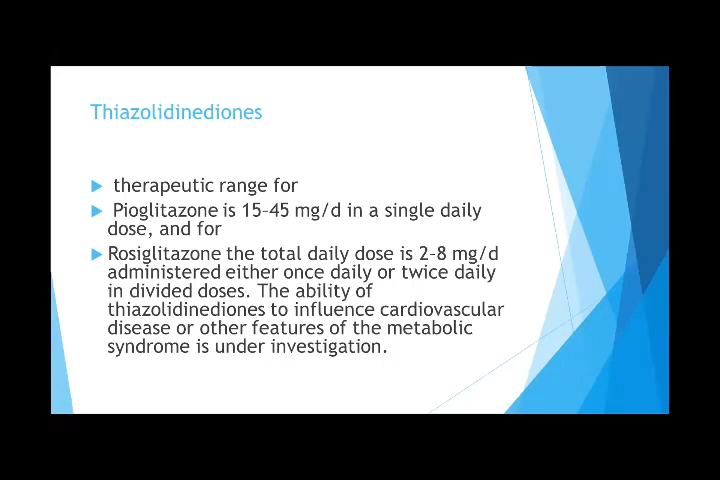 Thiazolidinediones
therapeutic range for
Pioglitazone is 15–45 mg/d in a single daily
dose, and for
Rosiglitazone the total daily dose is 2–8 mg/d
administered either once daily or twice daily
in divided doses. The ability of
thiazolidinediones to influence cardiovascular
disease or other features of the metabolic
syndrome is under investigation.